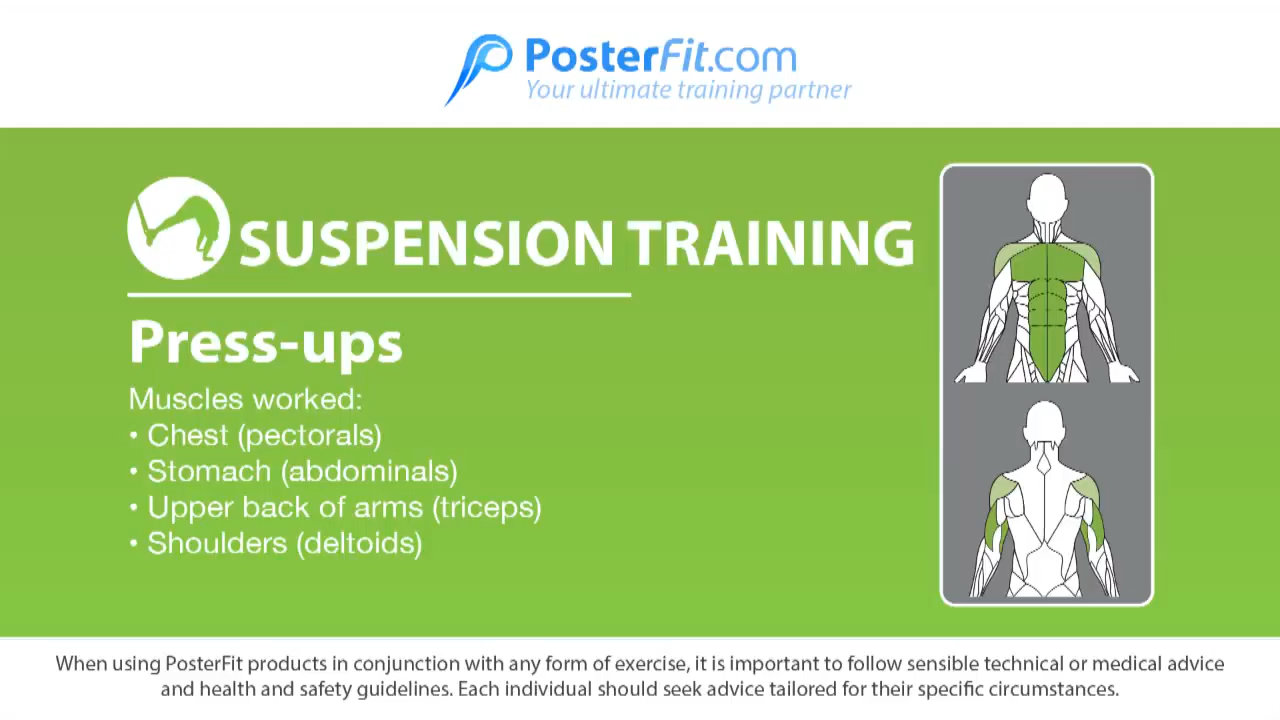 PosterFit.com
Your ultimate training partner
SUSPENSION TRAINING
Press-ups
Muscles worked:
• Chest (pectorals)
• Stomach (abdominals)
• Upper back of arms (triceps)
• Shoulders (deltoids)
When using PosterFit products in conjunction with any form of exercise, it is important to follow sensible technical or medical advice
and health and safety guidelines. Each individual should seek advice tailored for their specific circumstances.